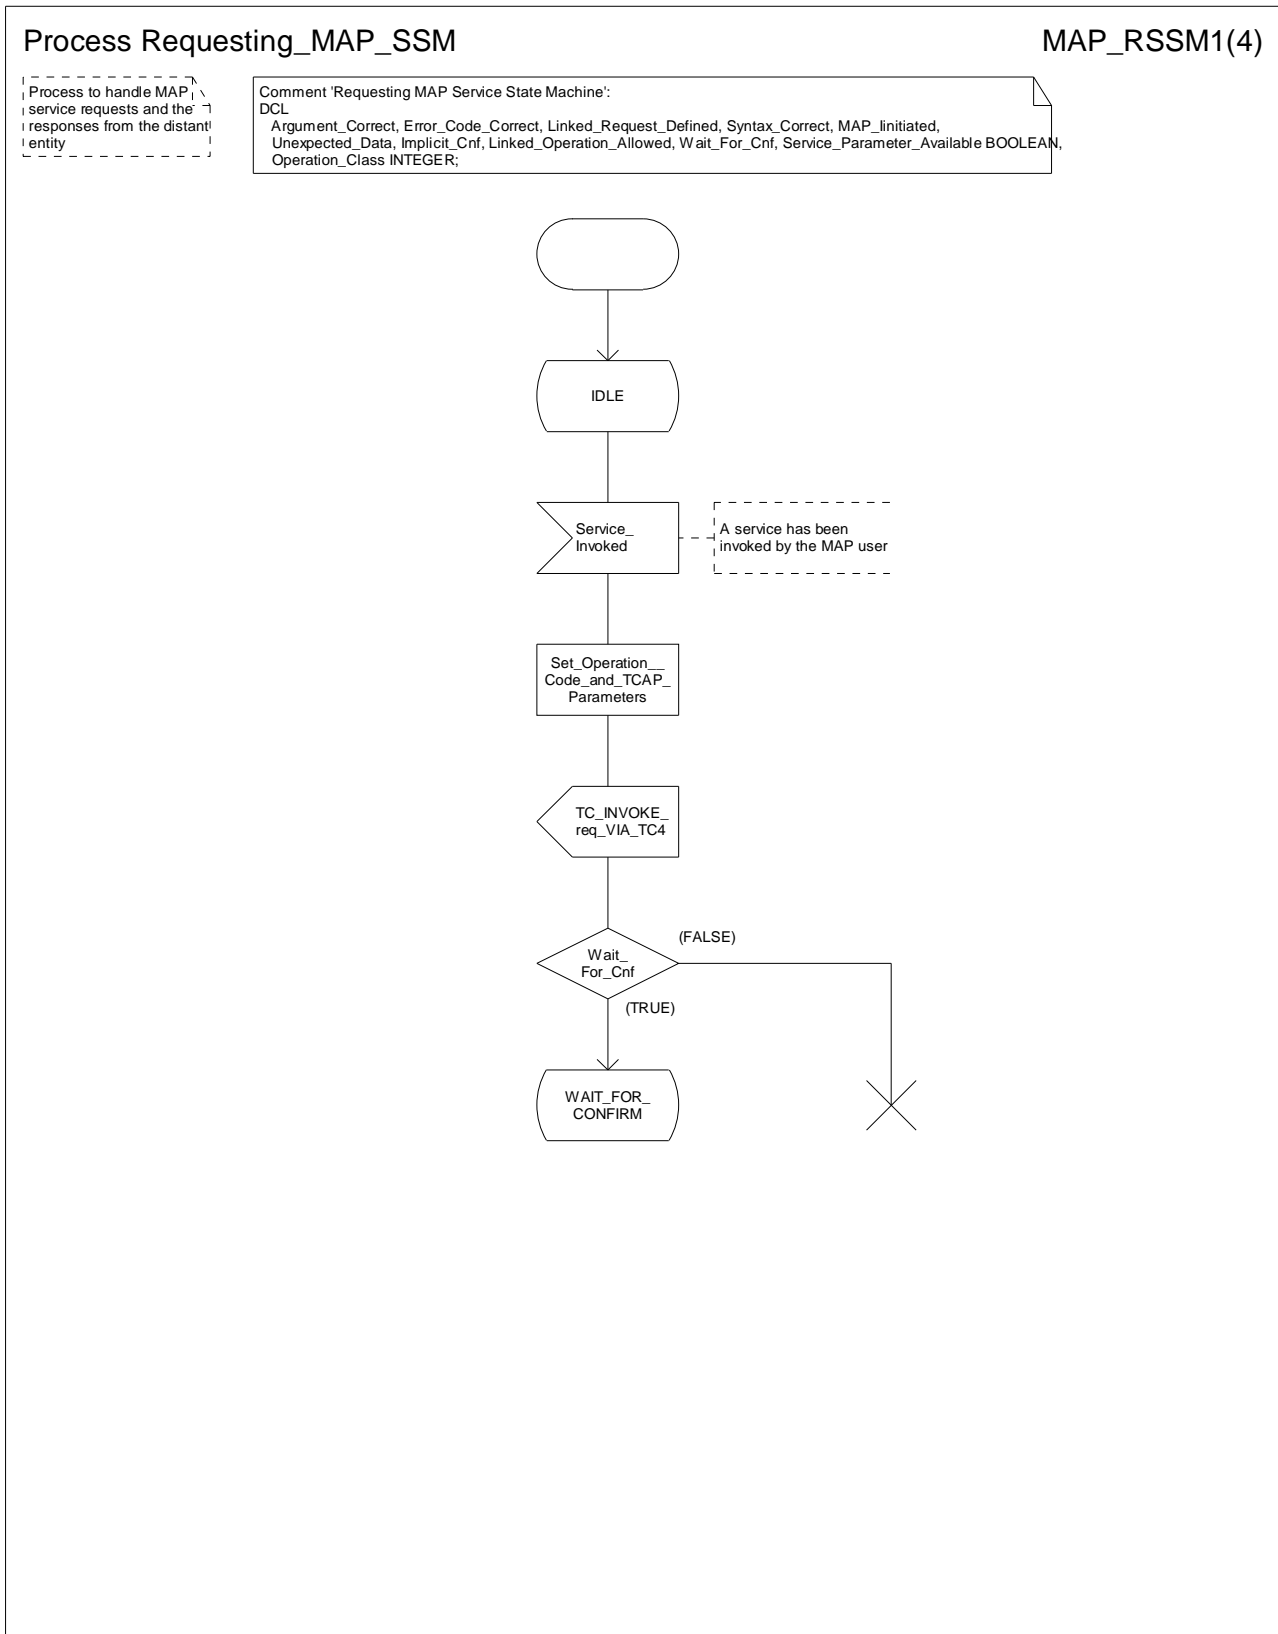 Process Requesting_MAP_SSM
MAP_RSSM1(4)
Process to handle MAP
service requests and the
responses from the distant
entity
Comment 'Requesting MAP Service State Machine':
DCL
Argument_Correct, Error_Code_Correct, Linked_Request_Defined, Syntax_Correct, MAP_Iinitiated,
Unexpected_Data, Implicit_Cnf, Linked_Operation_Allowed, Wait_For_Cnf, Service_Parameter_Available BOOLEAN,
Operation_Class INTEGER;
IDLE
Service_
Invoked
A service has been
invoked by the MAP user
Set_Operation__
Code_and_TCAP_
Parameters
TC_INVOKE_
req_VIA_TC4
Wait_
For_Cnf
(FALSE)
(TRUE)
WAIT_FOR_
CONFIRM